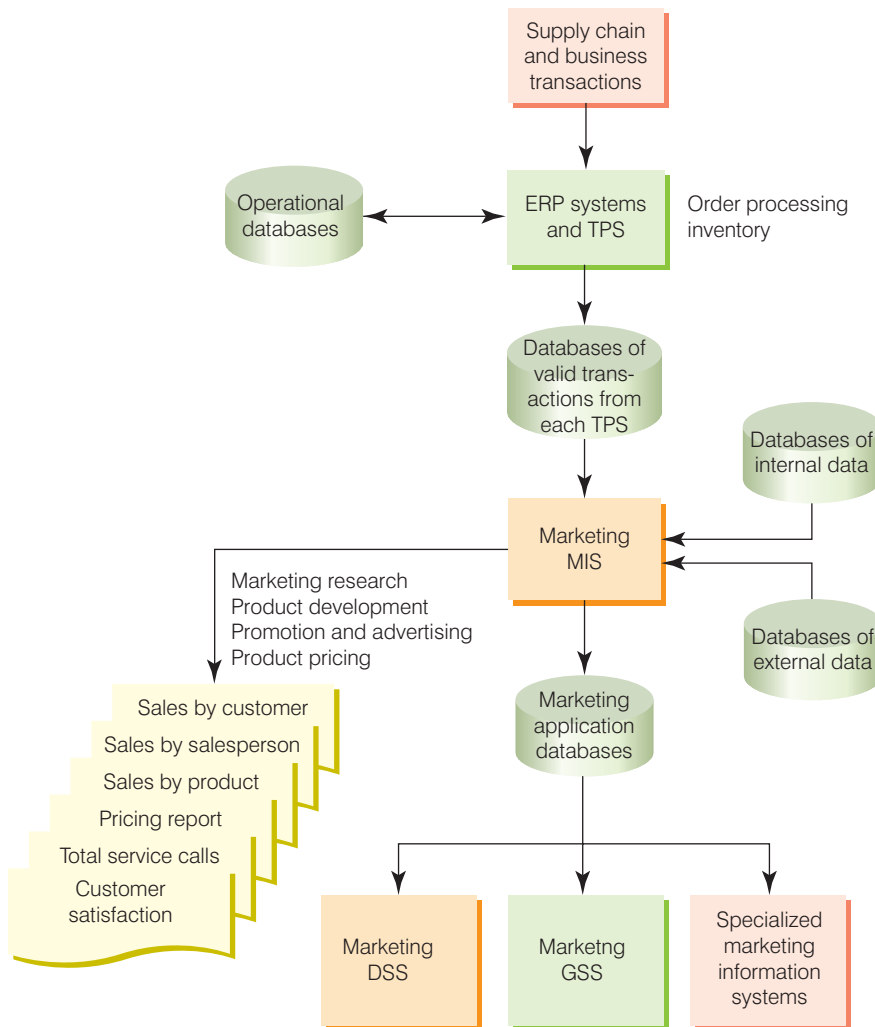 Supply chain
and business
transactions
Operational
databases
ERP systems
and TPS
Order processing
inventory
Databases of
valid trans-
actions from
each TPS
Databases of
internal data
Marketing
MIS
Marketing research
Product development
Promotion and advertising
Product pricing
Databases of
external data
Sales by customer
Sales by salesperson
Sales by product
Pricing report
Total service calls
Customer
satisfaction
Marketing
application
databases
Marketing
DSS
Marketng
GSS
Specialized
marketing
information
systems